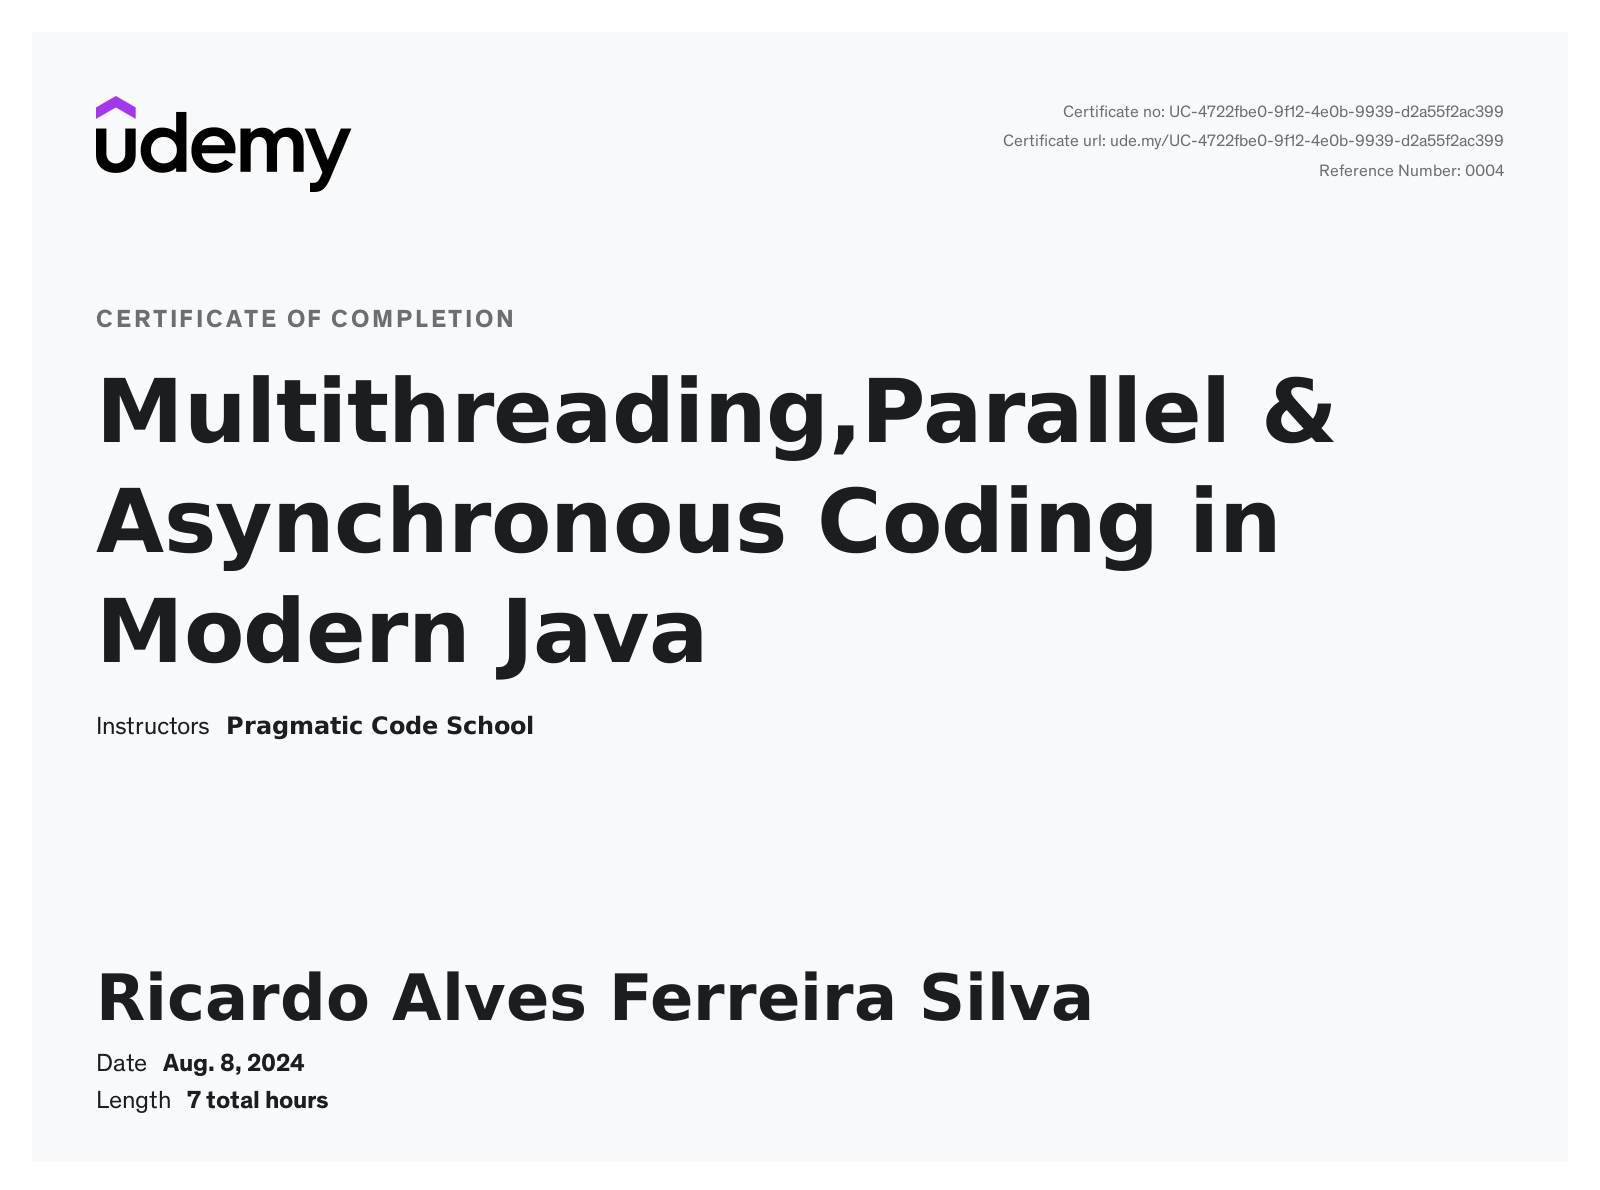 udemy
Certificate no: UC-4722fbe0-9f12-4e0b-9939-d2a55f2ac399
Certificate url: ude.my/UC-4722fbe0-9f12-4e0b-9939-d2a55f2ac399
Reference Number: 0004
CERTIFICATE OF COMPLETION
Multithreading,Parallel &
Asynchronous Coding in
Modern Java
Instructors Pragmatic Code School
Ricardo Alves Ferreira Silva
Date Aug. 8, 2024
Length 7 total hours